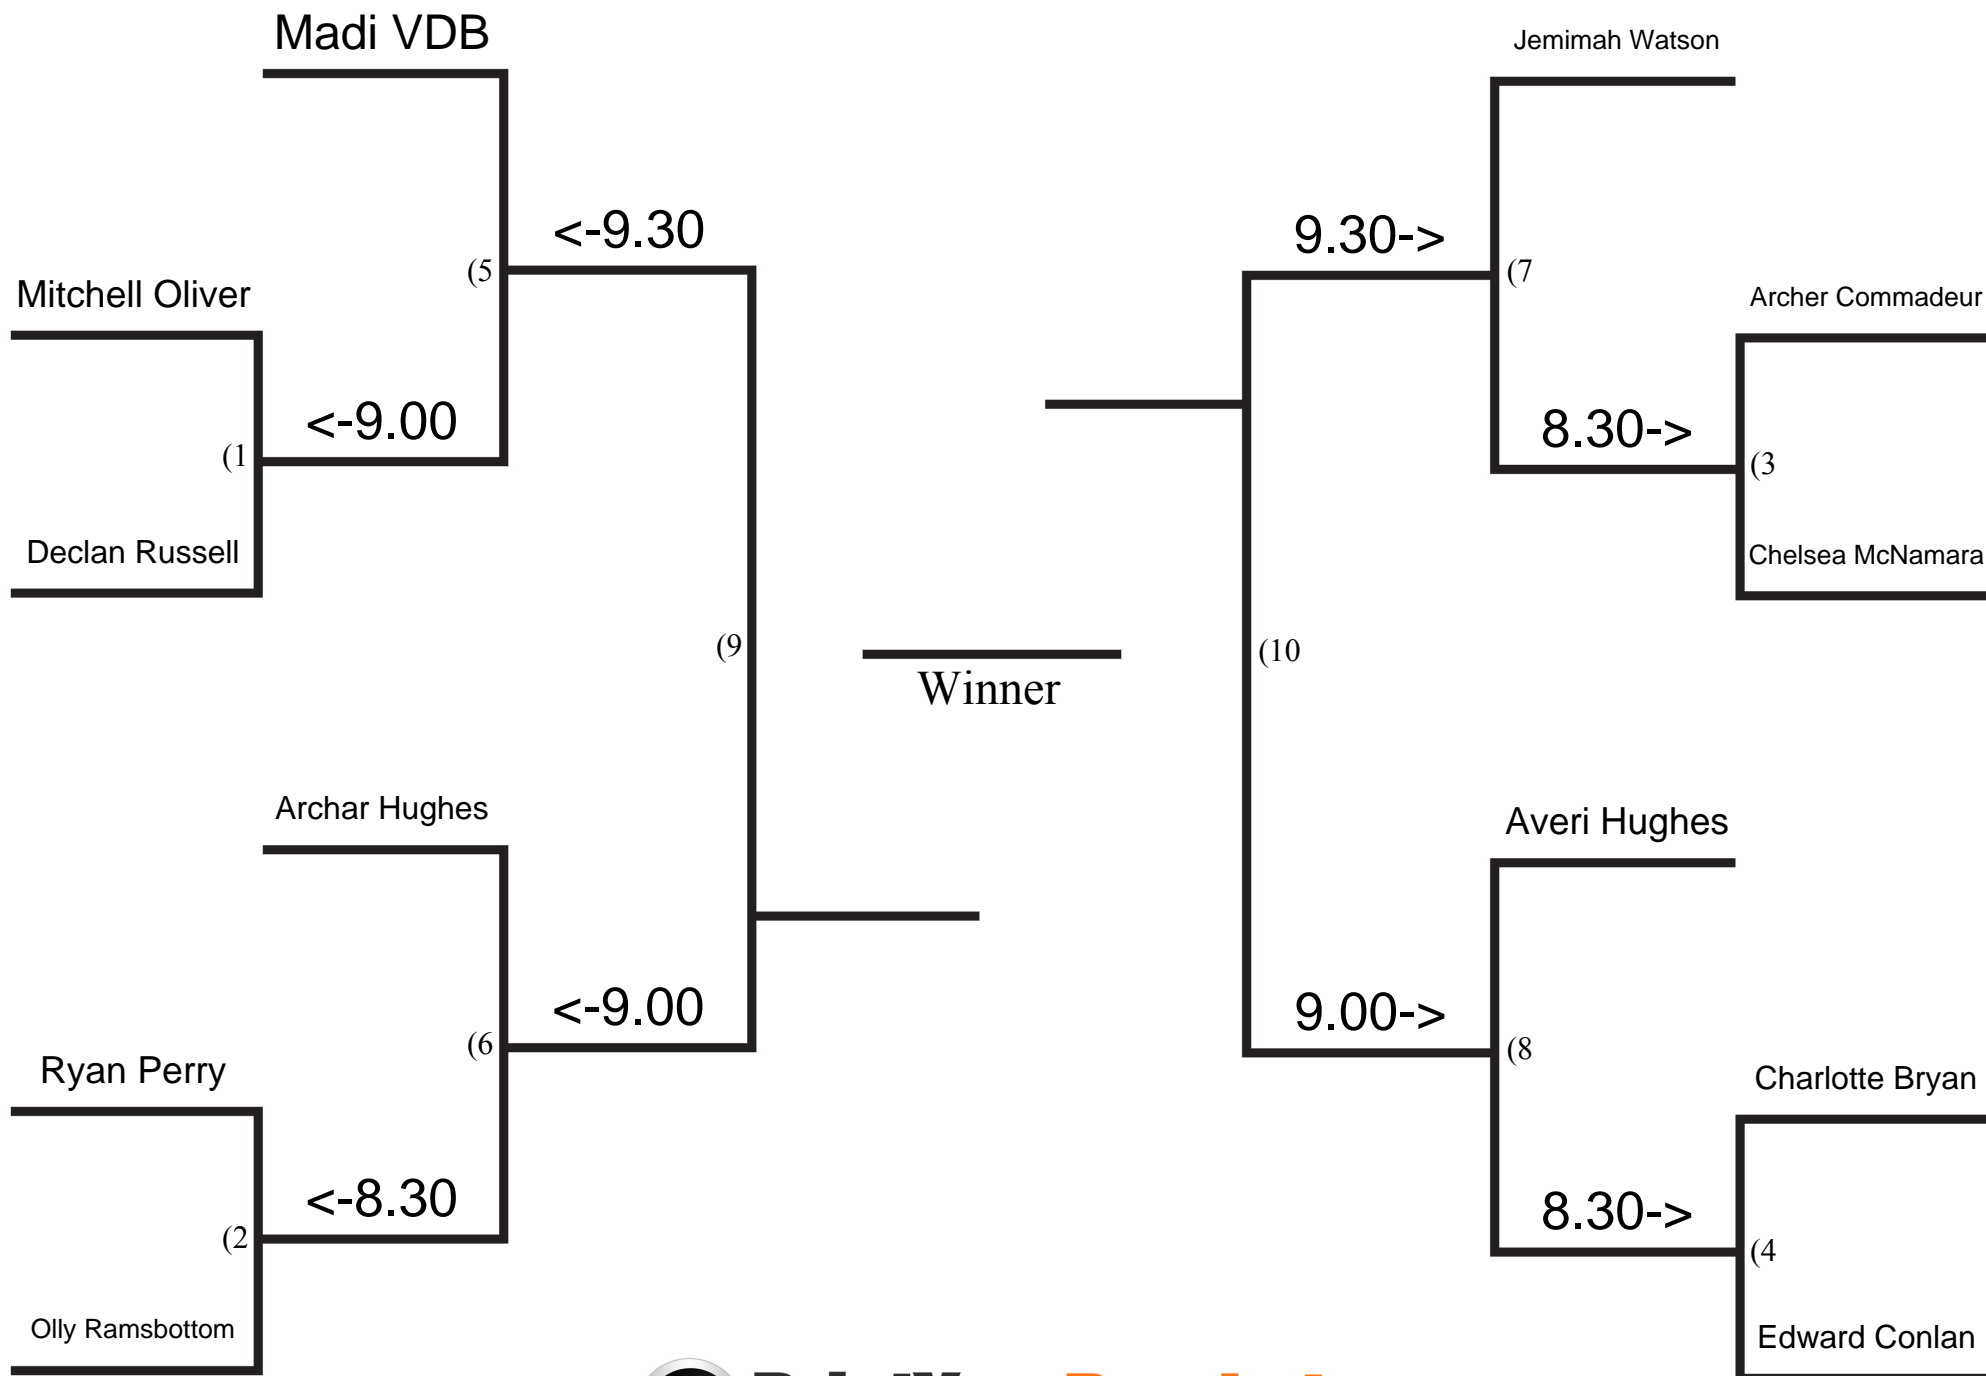 Madi VDB
Jemimah Watson
<-9.30
9.30->
(5
(7
Mitchell Oliver
Archer Commadeur
<-9.00
8.30->
(1
(3
Declan Russell
Chelsea McNamara
(9
(10
Winner
Archar Hughes
Averi Hughes
<-9.00
9.00->
(6
(8
Ryan Perry
Charlotte Bryan
<-8.30
8.30->
(2
(4
Olly Ramsbottom
Edward Conlan